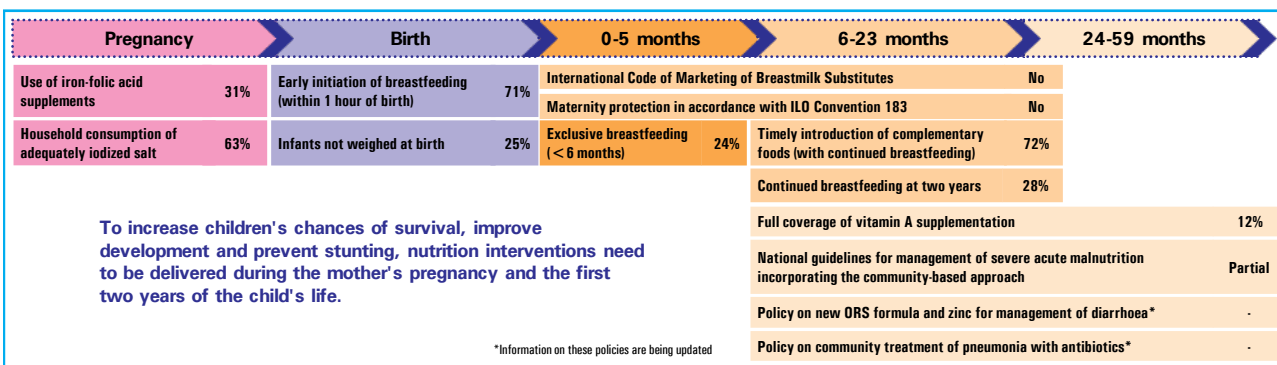 Pregnancy
Birth
0-5 months
6-23 months
24-59 months
Use of iron-folic acid
supplements
31%
Early initiation of breastfeeding
(within 1 hour of birth)
71%
International Code of Marketing of Breastmilk Substitutes
No
Maternity protection in accordance with ILO Convention 183
No
Household consumption of
adequately iodized salt
63%
Infants not weighed at birth
25%
Exclusive breastfeeding
(<6 months)
24%
Timely introduction of complementary
foods (with continued breastfeeding)
72%
Continued breastfeeding at two years
28%
To increase children's chances of survival, improve
development and prevent stunting, nutrition interventions need
to be delivered during the mother's pregnancy and the first
two years of the child's life.
Full coverage of vitamin A supplementation
12%
National guidelines for management of severe acute malnutrition
incorporating the community-based approach
Partial
Policy on new ORS formula and zinc for management of diarrhoea*
-
Policy on community treatment of pneumonia with antibiotics*
-
*Information on these policies are being updated